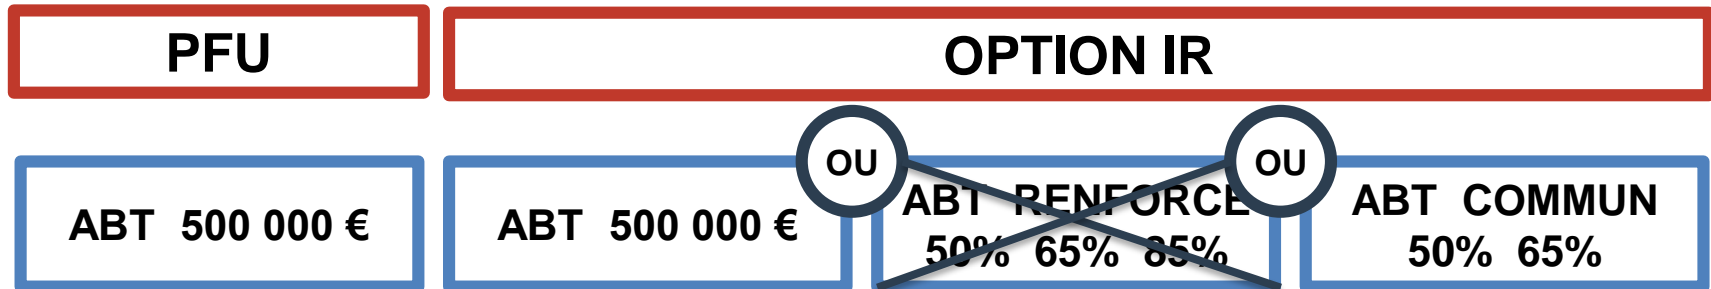 PFU
OPTION IR
OU
OU
ABT 500 000 €
ABT 500 000 €
ABT RENFORCE
50% 65% 85%
ABT COMMUN
50% 65%